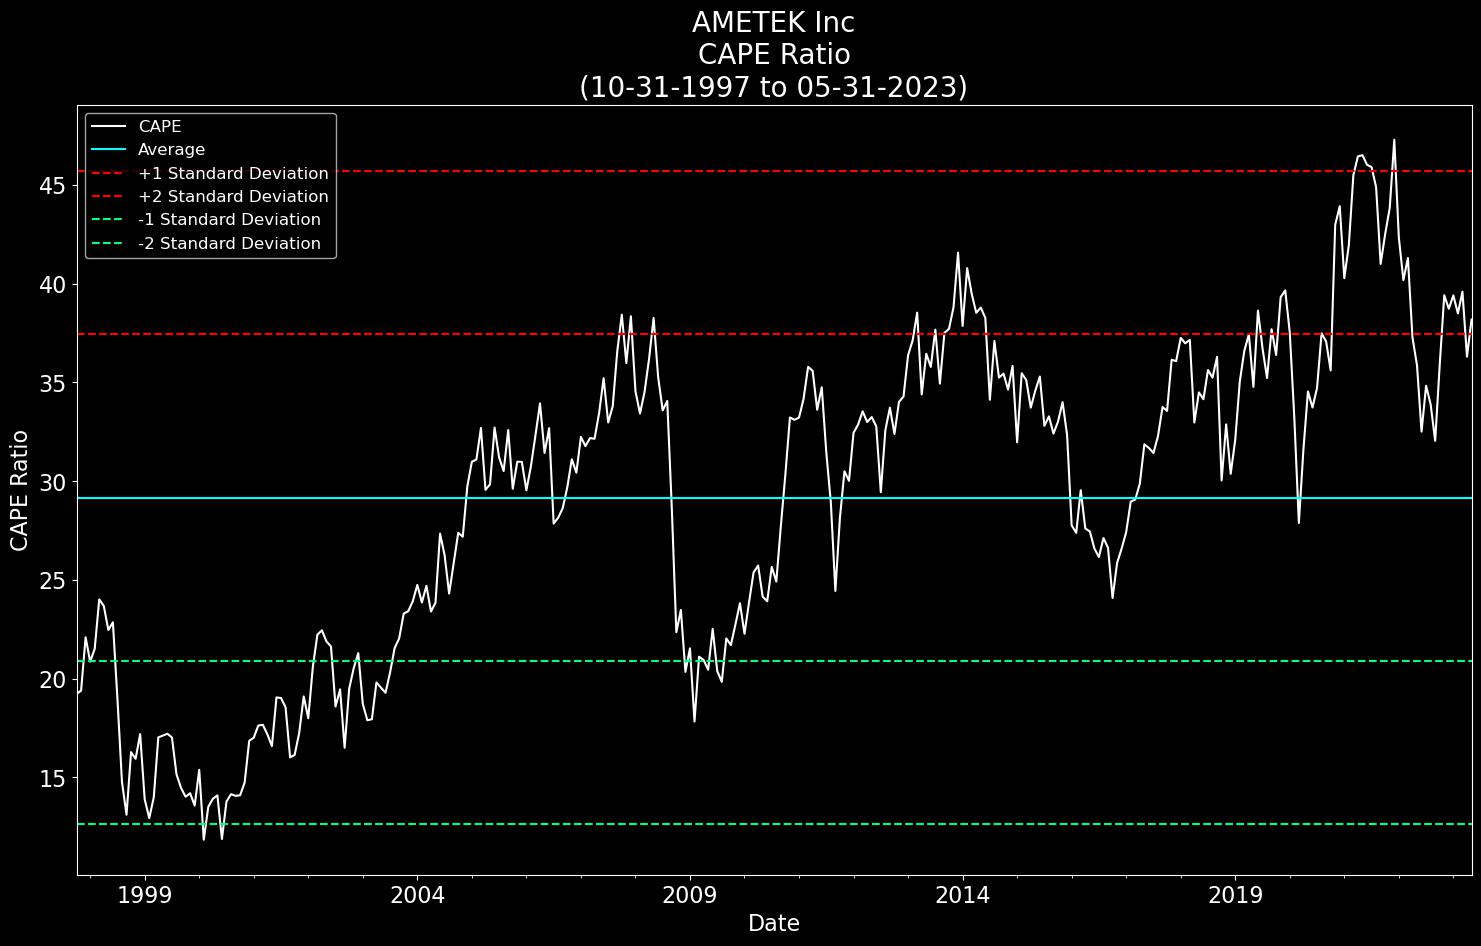 AMETEK Inc
CAPE Ratio
(10-31-1997 to 05-31-2023)
CAPE
Average
+1 Standard Deviation
+2 Standard Deviation
-1 Standard Deviation
-2 Standard Deviation
45
40
35
30
25
20
15
CAPE Ratio
1999 2004 2009 2014 2019
Date